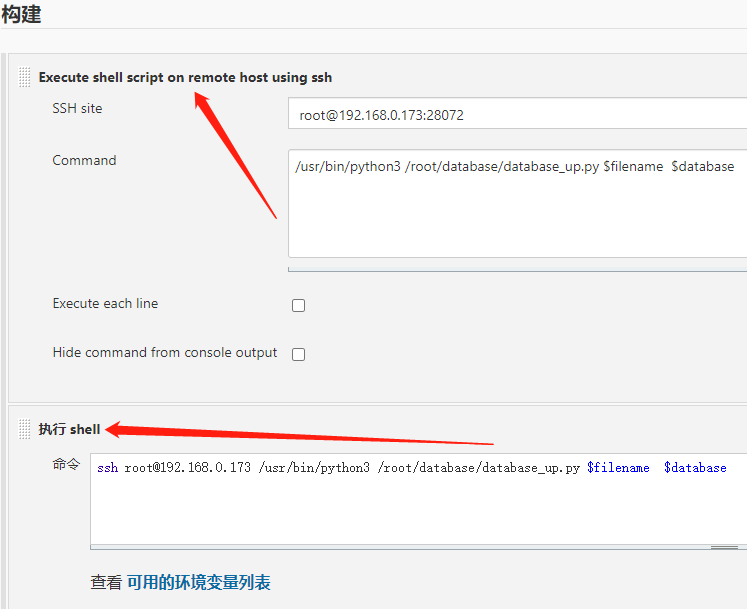 构建
Execute shell script on remote host using ssh
SSH site
root@192.168.0.173:28072
Command
/usr/bin/python3 /root/database/database_up.py $filename  $database
Execute each line
Hide command from console output
执行 shell
命令
ssh root@192.168.0.173 /usr/bin/python3 /root/database/database_up.py $filename  $database
查看 可用的环境变量列表